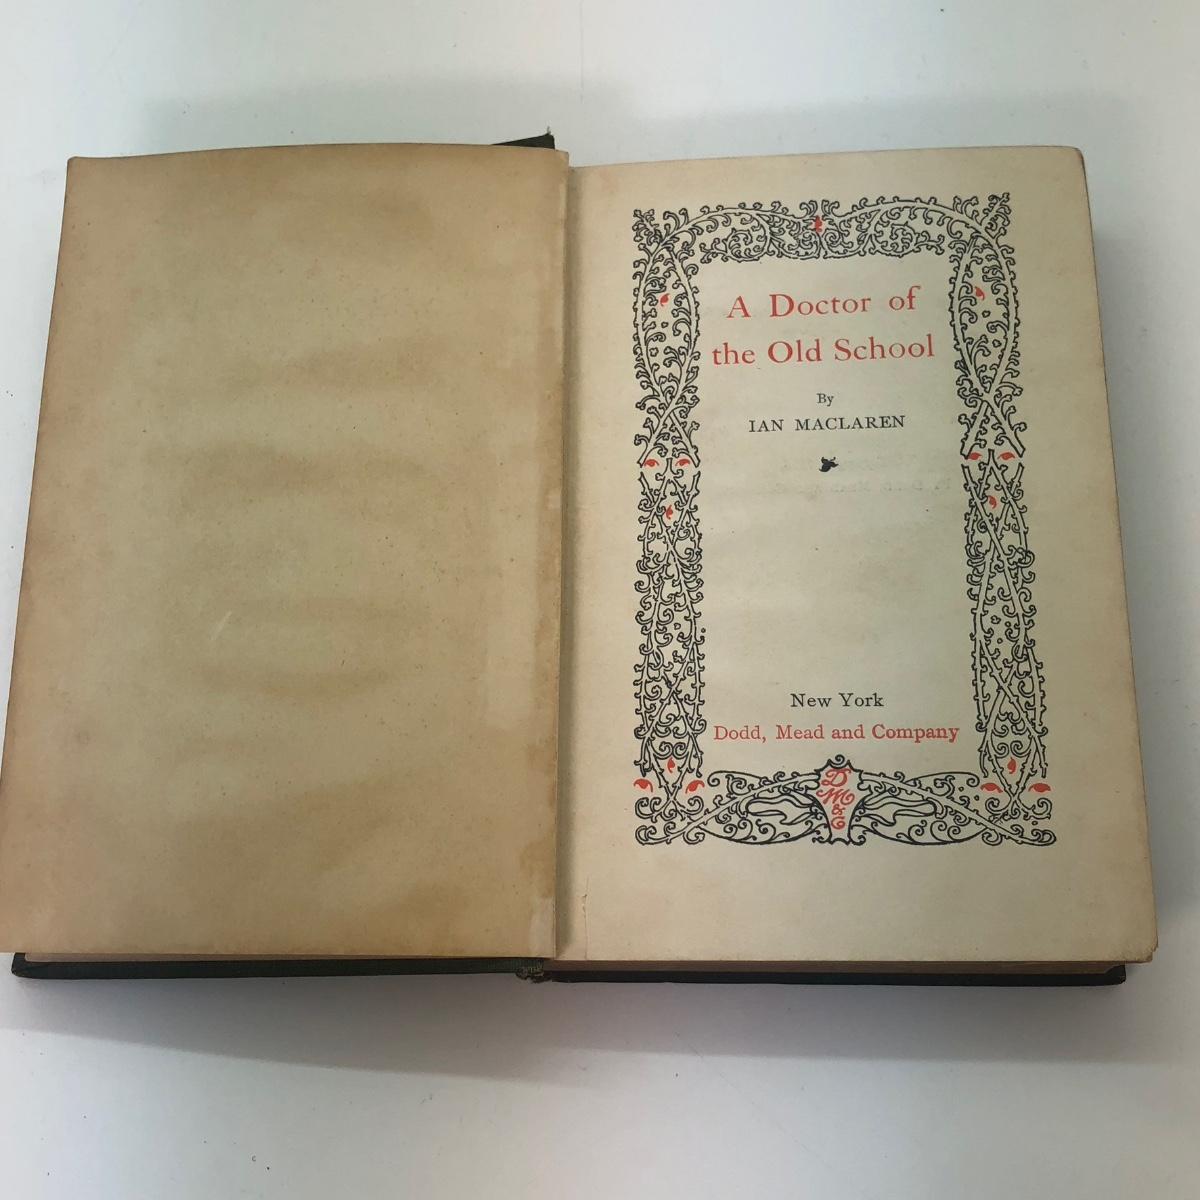 A Doctor of
the Old School
By
IAN MACLAREN
New York
Dodd, Mead and Company
D
M
&
C